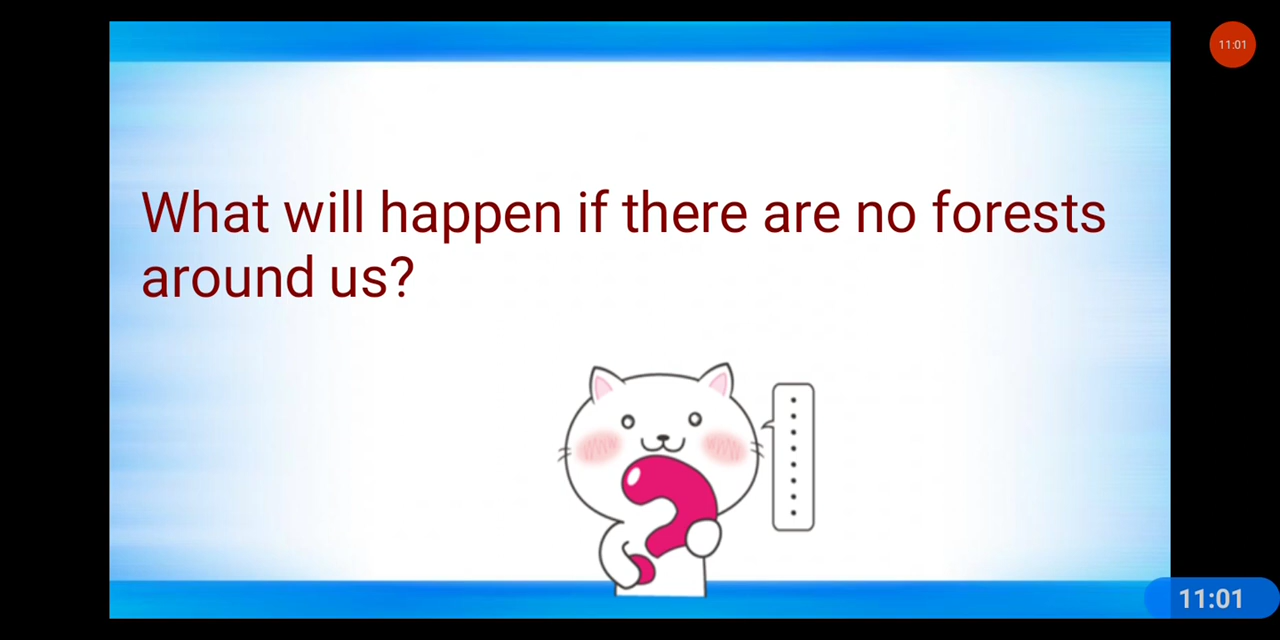 11:01
What will happen if there are no forests
around us?
11:01